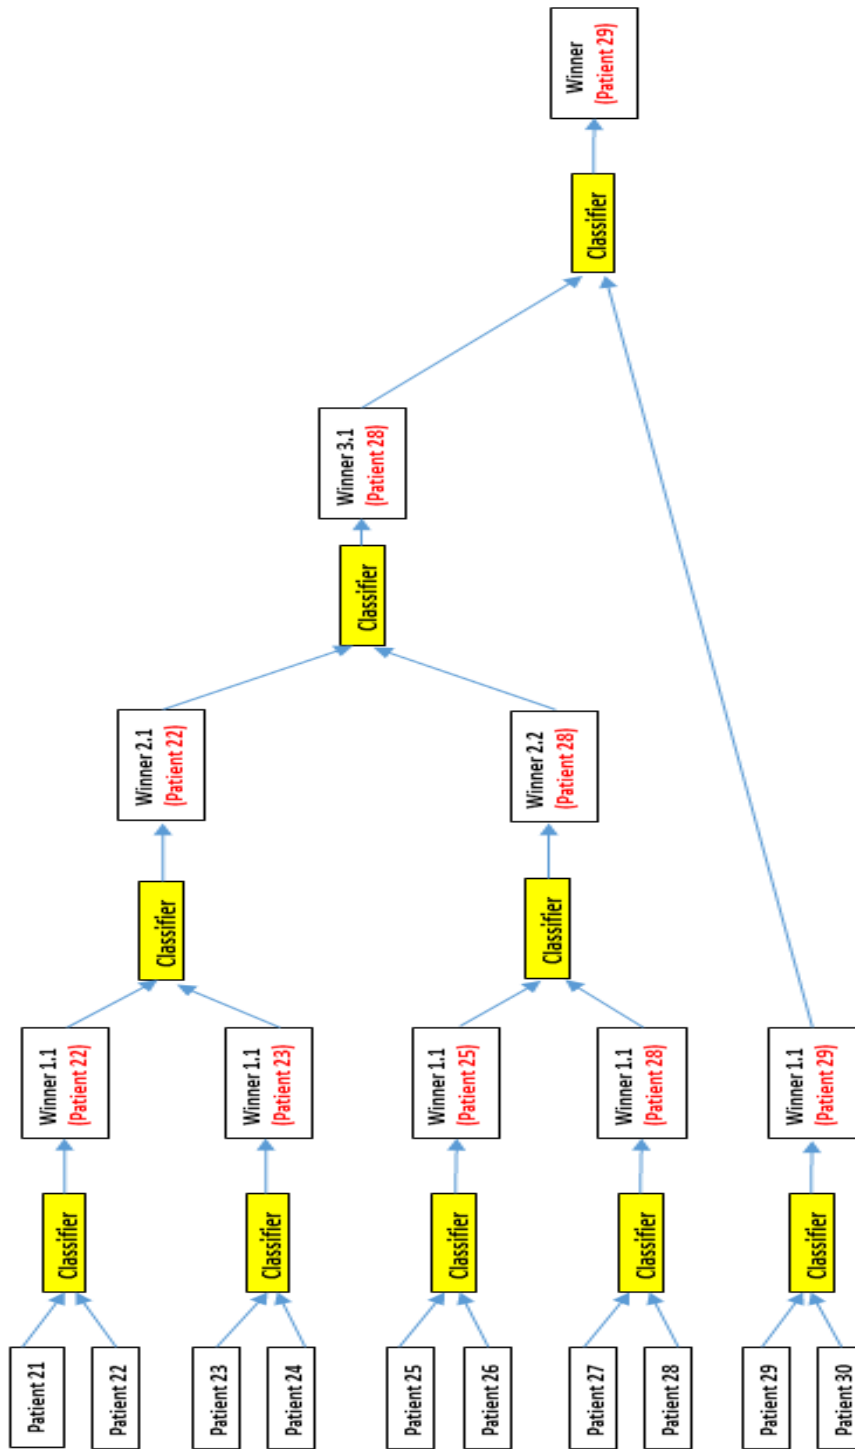 Patient 21
Patient 22
Patient 23
Patient 24
Patient 25
Patient 26
Patient 27
Patient 28
Patient 29
Patient 30
Classifier
Classifier
Classifier
Classifier
Classifier
Winner 1.1
(Patient 22)
Winner 1.1
(Patient 23)
Winner 1.1
(Patient 25)
Winner 1.1
(Patient 28)
Winner 1.1
(Patient 29)
Classifier
Classifier
Winner 2.1
(Patient 22)
Winner 2.2
(Patient 28)
Classifier
Winner 3.1
(Patient 28)
Classifier
Winner
(Patient 29)